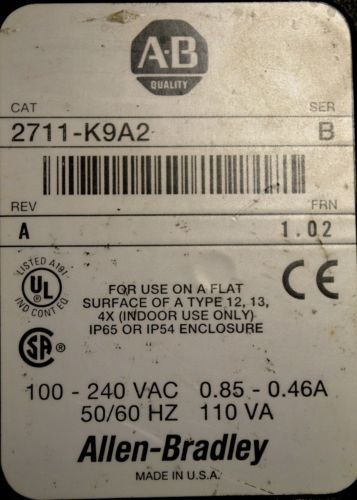 A·B
QUALITY
CAT SER
2711-K9A2 B
REV FRN
A 1.02
LISTED A191
UL
IND CONT EQ
FOR USE ON A FLAT
SURFACE OF A TYPE 12, 13,
4X (INDOOR USE ONLY)
IP65 OR IP54 ENCLOSURE
CE
SA
100 - 240 VAC 0.85 - 0.46A
50/60 HZ 110 VA
Allen-Bradley
MADE IN U.S.A.